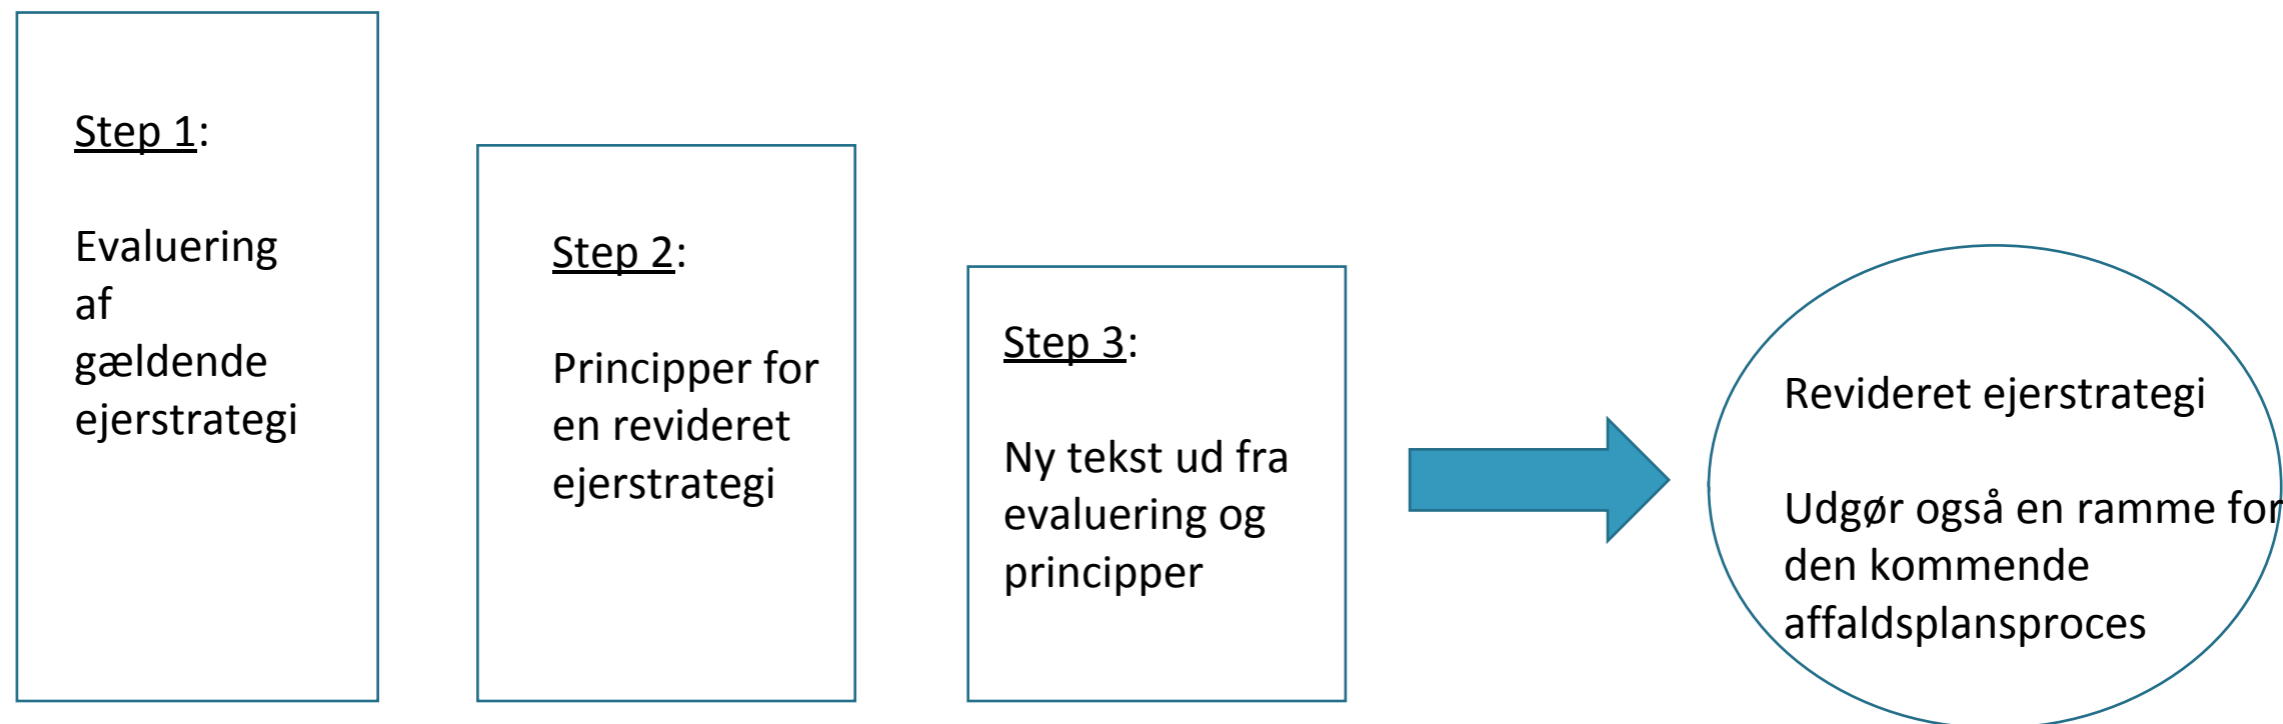 Step 1:
Evaluering
af
gældende
ejerstrategi
Step 2:
Principper for
en revideret
ejerstrategi
Step 3:
Ny tekst ud fra
evaluering og
principper
Revideret ejerstrategi
Udgør også en ramme for
den kommende
affaldsplansproces